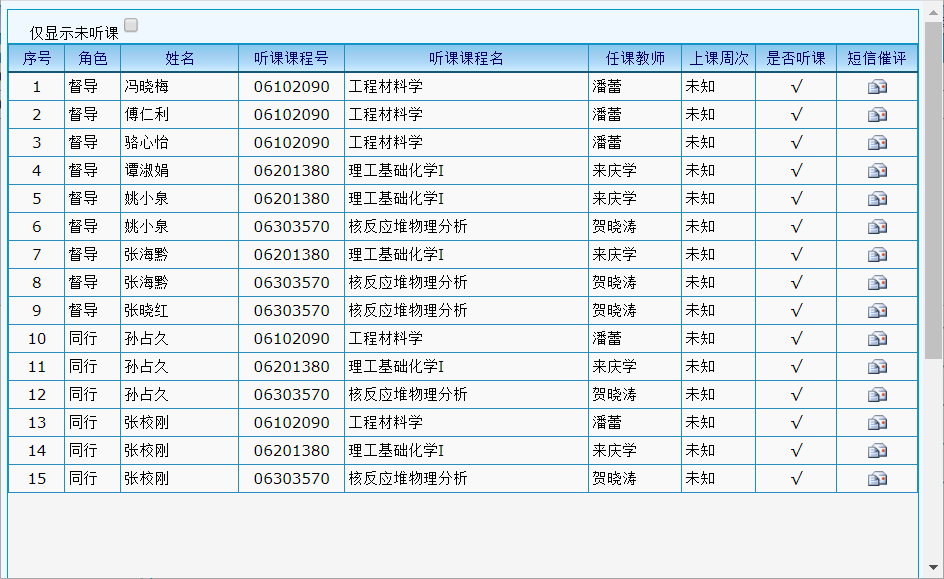 仅显示未听课
序号 角色 姓名 听课课程号 听课课程名 任课教师 上课周次 是否听课 短信催评
1 督导 冯晓梅 06102090 工程材料学 潘蕾 未知 √
2 督导 傅仁利 06102090 工程材料学 潘蕾 未知 √
3 督导 骆心怡 06102090 工程材料学 潘蕾 未知 √
4 督导 谭淑娟 06201380 理工基础化学I 来庆学 未知 √
5 督导 姚小泉 06201380 理工基础化学I 来庆学 未知 √
6 督导 姚小泉 06303570 核反应堆物理分析 贺晓涛 未知 √
7 督导 张海黔 06201380 理工基础化学I 来庆学 未知 √
8 督导 张海黔 06303570 核反应堆物理分析 贺晓涛 未知 √
9 督导 张晓红 06303570 核反应堆物理分析 贺晓涛 未知 √
10 同行 孙占久 06102090 工程材料学 潘蕾 未知 √
11 同行 孙占久 06201380 理工基础化学I 来庆学 未知 √
12 同行 孙占久 06303570 核反应堆物理分析 贺晓涛 未知 √
13 同行 张校刚 06102090 工程材料学 潘蕾 未知 √
14 同行 张校刚 06201380 理工基础化学I 来庆学 未知 √
15 同行 张校刚 06303570 核反应堆物理分析 贺晓涛 未知 √